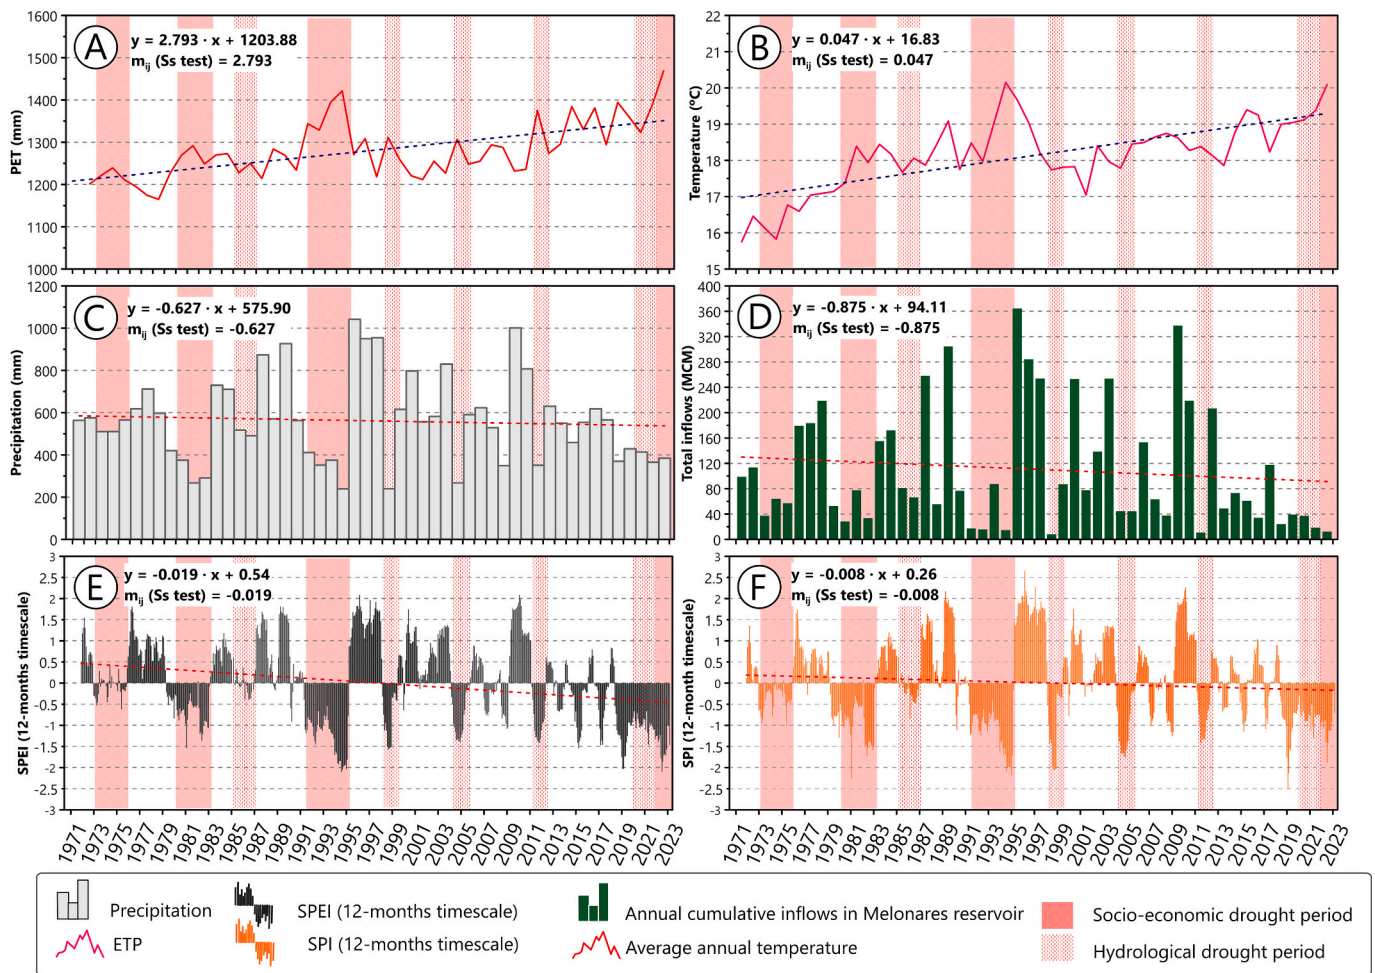 A
y = 2.793 · x + 1203.88
mij (Ss test) = 2.793
PET (mm)
1600
1500
1400
1300
1200
1100
1000
B
y = 0.047 · x + 16.83
mij (Ss test) = 0.047
Temperature (ºC)
22
21
20
19
18
17
16
15
C
y = -0.627 · x + 575.90
mij (Ss test) = -0.627
Precipitation (mm)
1200
1000
800
600
400
200
0
D
y = -0.875 · x + 94.11
mij (Ss test) = -0.875
Total inflows (MCM)
400
360
320
280
240
200
160
120
80
40
0
E
y = -0.019 · x + 0.54
mij (Ss test) = -0.019
SPEI (12-months timescale)
3
2.5
2
1.5
1
0.5
0
-0.5
-1
-1.5
-2
-2.5
-3
1971 1973 1975 1977 1979 1981 1983 1985 1987 1989 1991 1993 1995 1997 1999 2001 2003 2005 2007 2009 2011 2013 2015 2017 2019 2021 2023
F
y = -0.008 · x + 0.26
mij (Ss test) = -0.008
SPI (12-month timescale)
3
2.5
2
1.5
1
0.5
0
-0.5
-1
-1.5
-2
-2.5
-3
1971 1973 1975 1977 1979 1981 1983 1985 1987 1989 1991 1993 1995 1997 1999 2001 2003 2005 2007 2009 2011 2013 2015 2017 2019 2021 2023
Precipitation
SPEI (12-months timescale)
Annual cumulative inflows in Melonares reservoir
Socio-economic drought period
ETP
SPI (12-months timescale)
Average annual temperature
Hydrological drought period